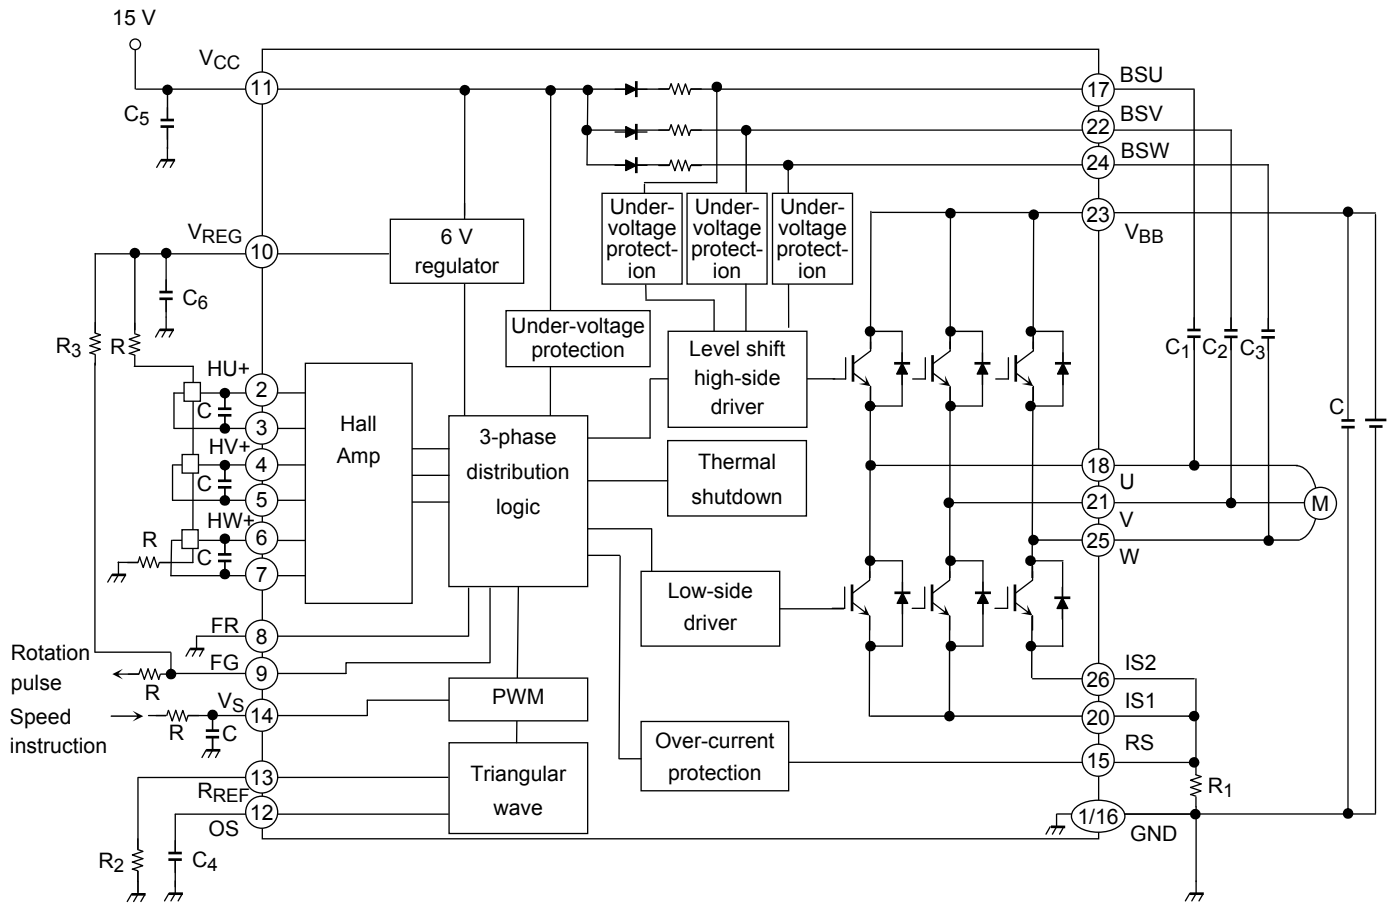 15 V
VCC
11
C5
BSU
17
BSV
22
BSW
24
VREG
10
6 V
regulator
Under-
voltage
protect-
ion
Under-
voltage
protect-
ion
Under-
voltage
protect-
ion
23
VBB
C6
R3
R
Under-voltage
protection
Level shift
high-side
driver
C1
C2
C3
HU+
2
C
3
HV+
4
C
5
HW+
6
C
7
R
Hall
Amp
3-phase
distribution
logic
Thermal
shutdown
C
18
U
21
V
25
W
M
Low-side
driver
FR
8
Rotation
pulse
R
FG
9
Speed
instruction
R
C
VS
14
PWM
IS2
26
IS1
20
RS
15
Over-current
protection
Triangular
wave
13
RREF
12
OS
R1
1/16
GND
R2
C4